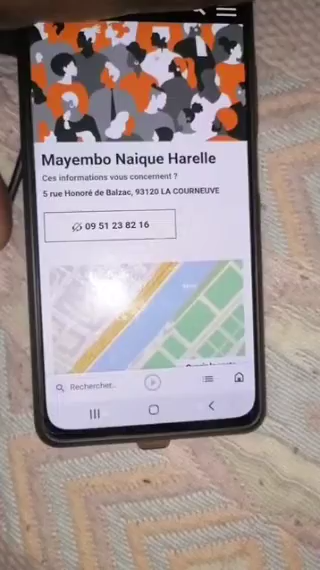 Mayembo Naique Harelle
Ces informations vous concernent ?
5 rue Honoré de Balzac, 93120 LA COURNEUVE
09 51 23 82 16
Rechercher..